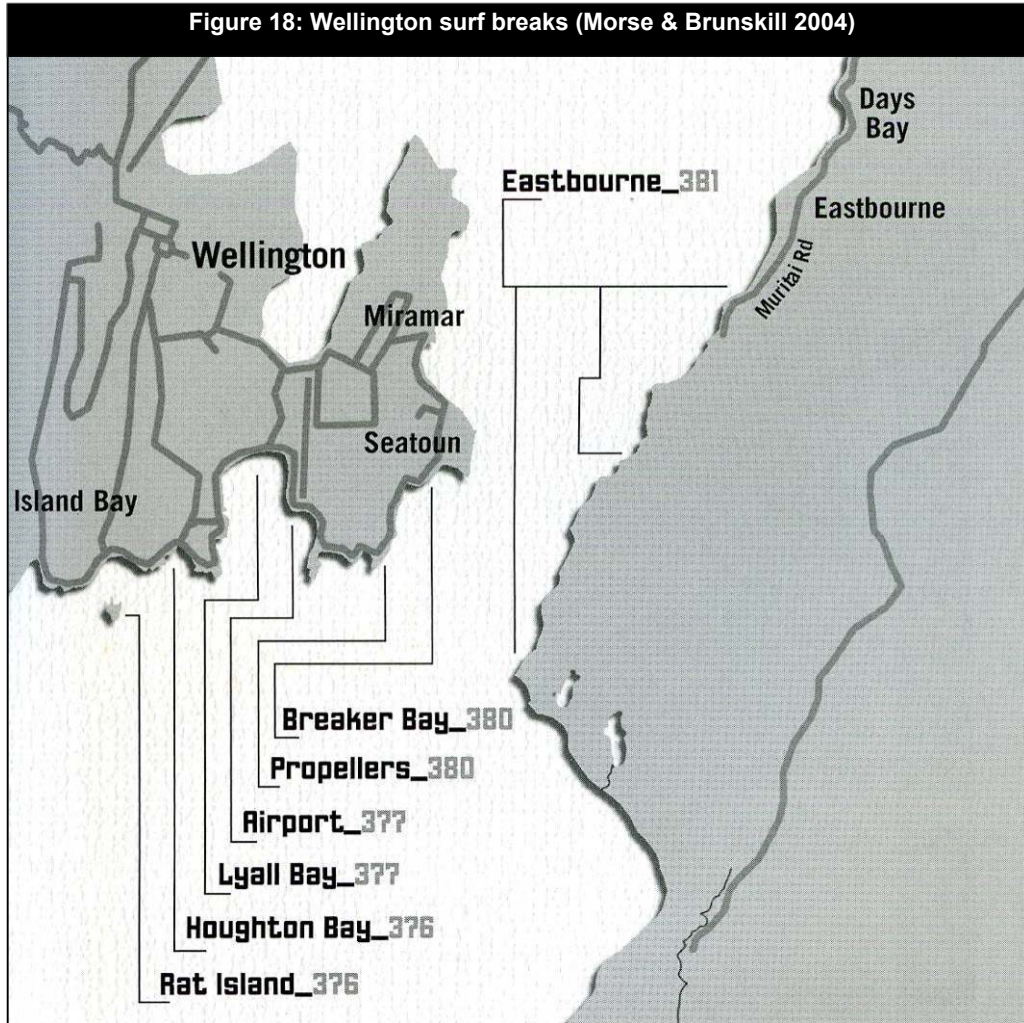 Figure 18: Wellington surf breaks (Morse & Brunskill 2004)
Days
Bay
Eastbourne_381
Eastbourne
Wellington
Muritai Rd
Miramar
Seatoun
Island Bay
Breaker Bay_380
Propellers_380
Airport_377
Lyall Bay_377
Houghton Bay_376
Rat Island_376